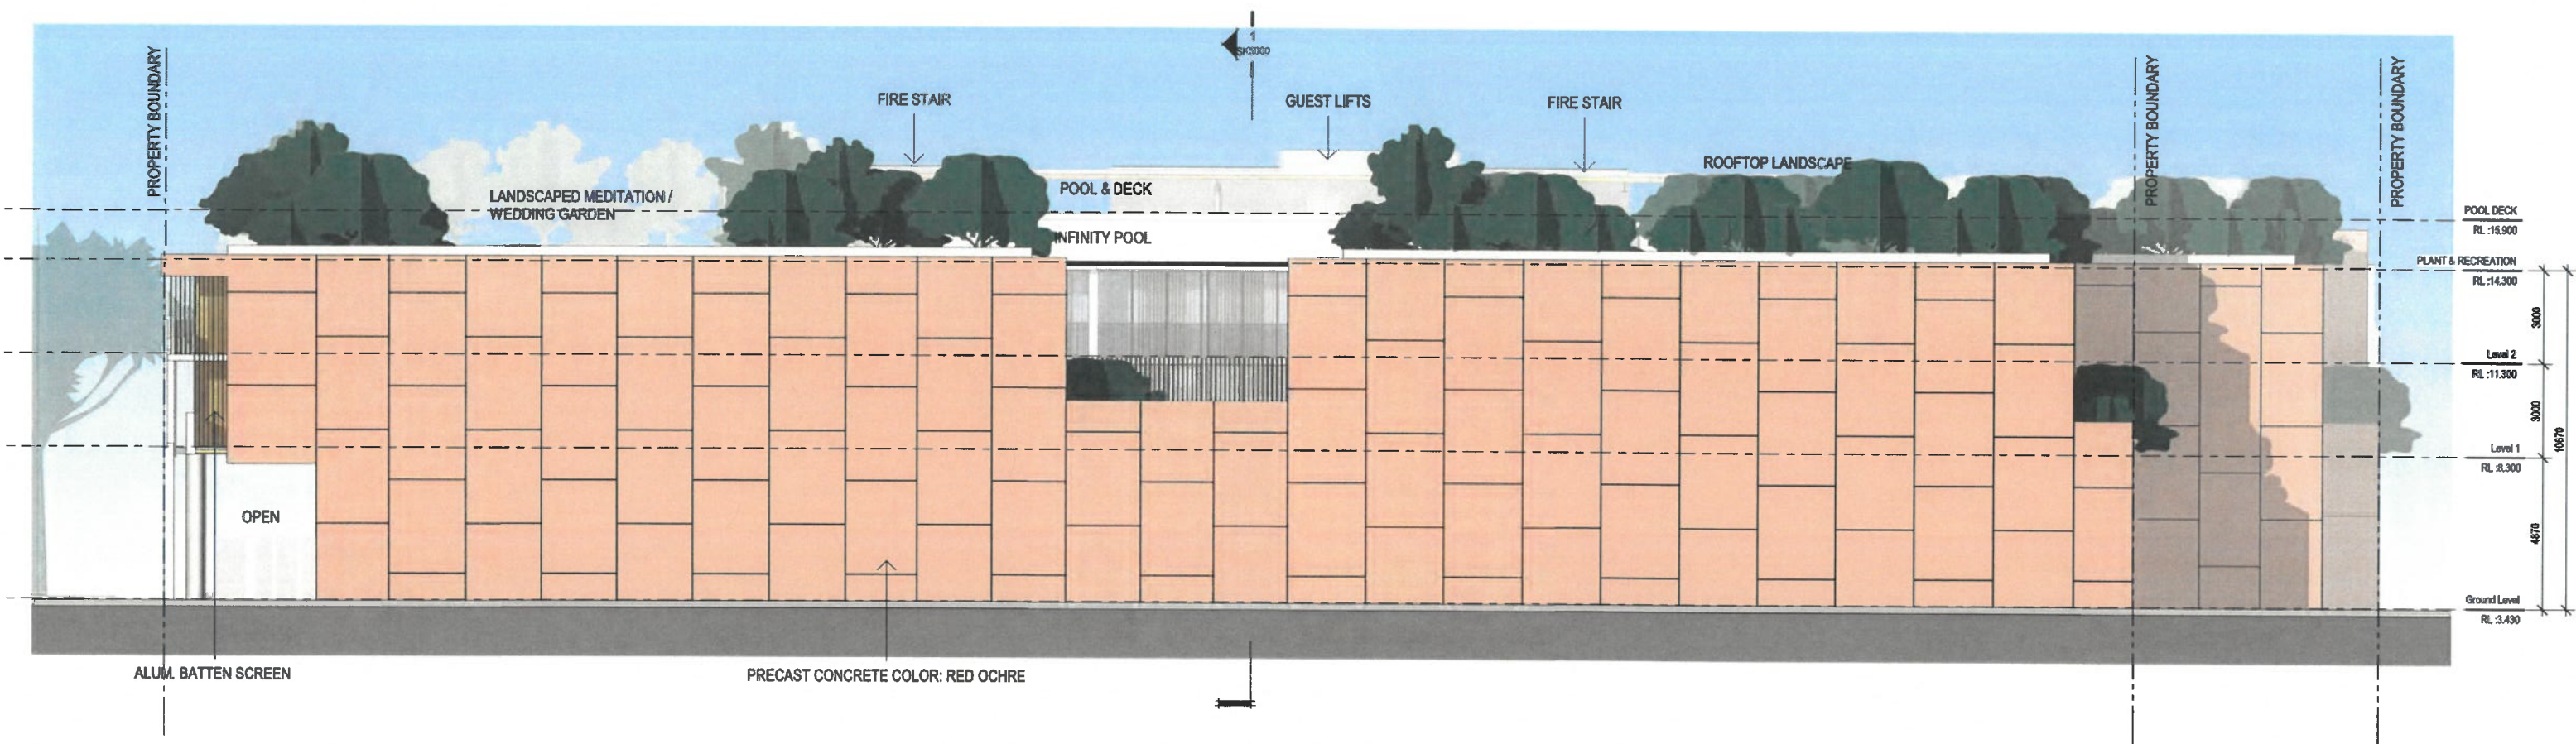 PROPERTY BOUNDARY
FIRE STAIR
1
SK5000
GUEST LIFTS
FIRE STAIR
PROPERTY BOUNDARY
PROPERTY BOUNDARY
LANDSCAPED MEDITATION /
WEDDING GARDEN
POOL & DECK
ROOFTOP LANDSCAPE
INFINITY POOL
POOL DECK
RL :15.900
PLANT & RECREATION
RL :14.300
3000
Level 2
RL :11.300
3000
10870
Level 1
RL :8.300
OPEN
4870
Ground Level
RL :3.430
ALUM. BATTEN SCREEN
PRECAST CONCRETE COLOR: RED OCHRE